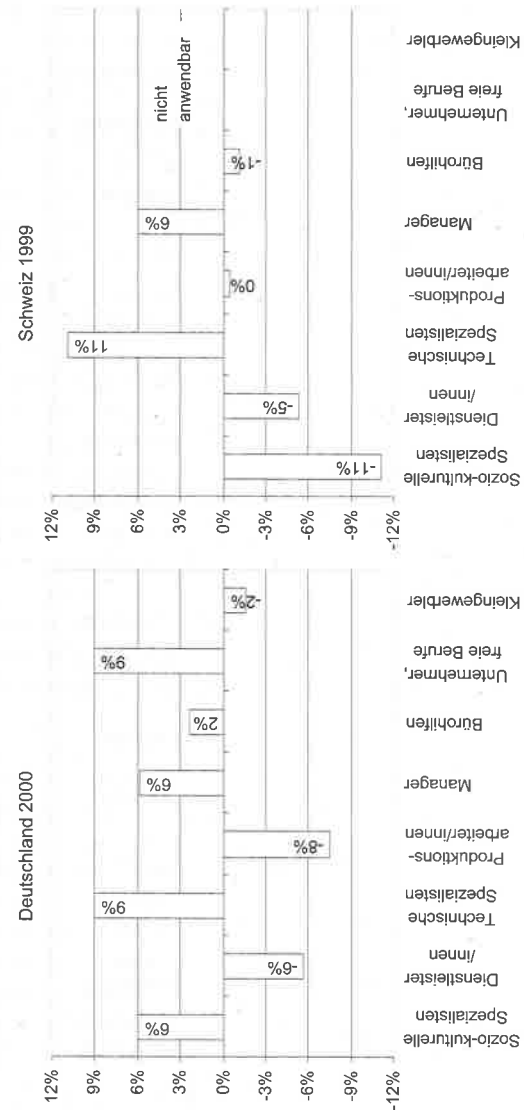 Deutschland 2000
12%
9%
6%
3%
0%
-3%
-6%
-9%
-12%
6%
-6%
9%
-8%
6%
2%
9%
-2%
Sozio-kulturelle
Spezialisten
Dienstleister
/innen
Technische
Spezialisten
Produktions-
arbeiter/innen
Manager
Bürohilfen
Unternehmer,
freie Berufe
Kleingewerbler
Schweiz 1999
12%
9%
6%
3%
0%
-3%
-6%
-9%
-12%
-11%
-5%
11%
0%
6%
-1%
nicht
anwendbar
Sozio-kulturelle
Spezialisten
Dienstleister
/innen
Technische
Spezialisten
Produktions-
arbeiter/innen
Manager
Bürohilfen
Unternehmer,
freie Berufe
Kleingewerbler